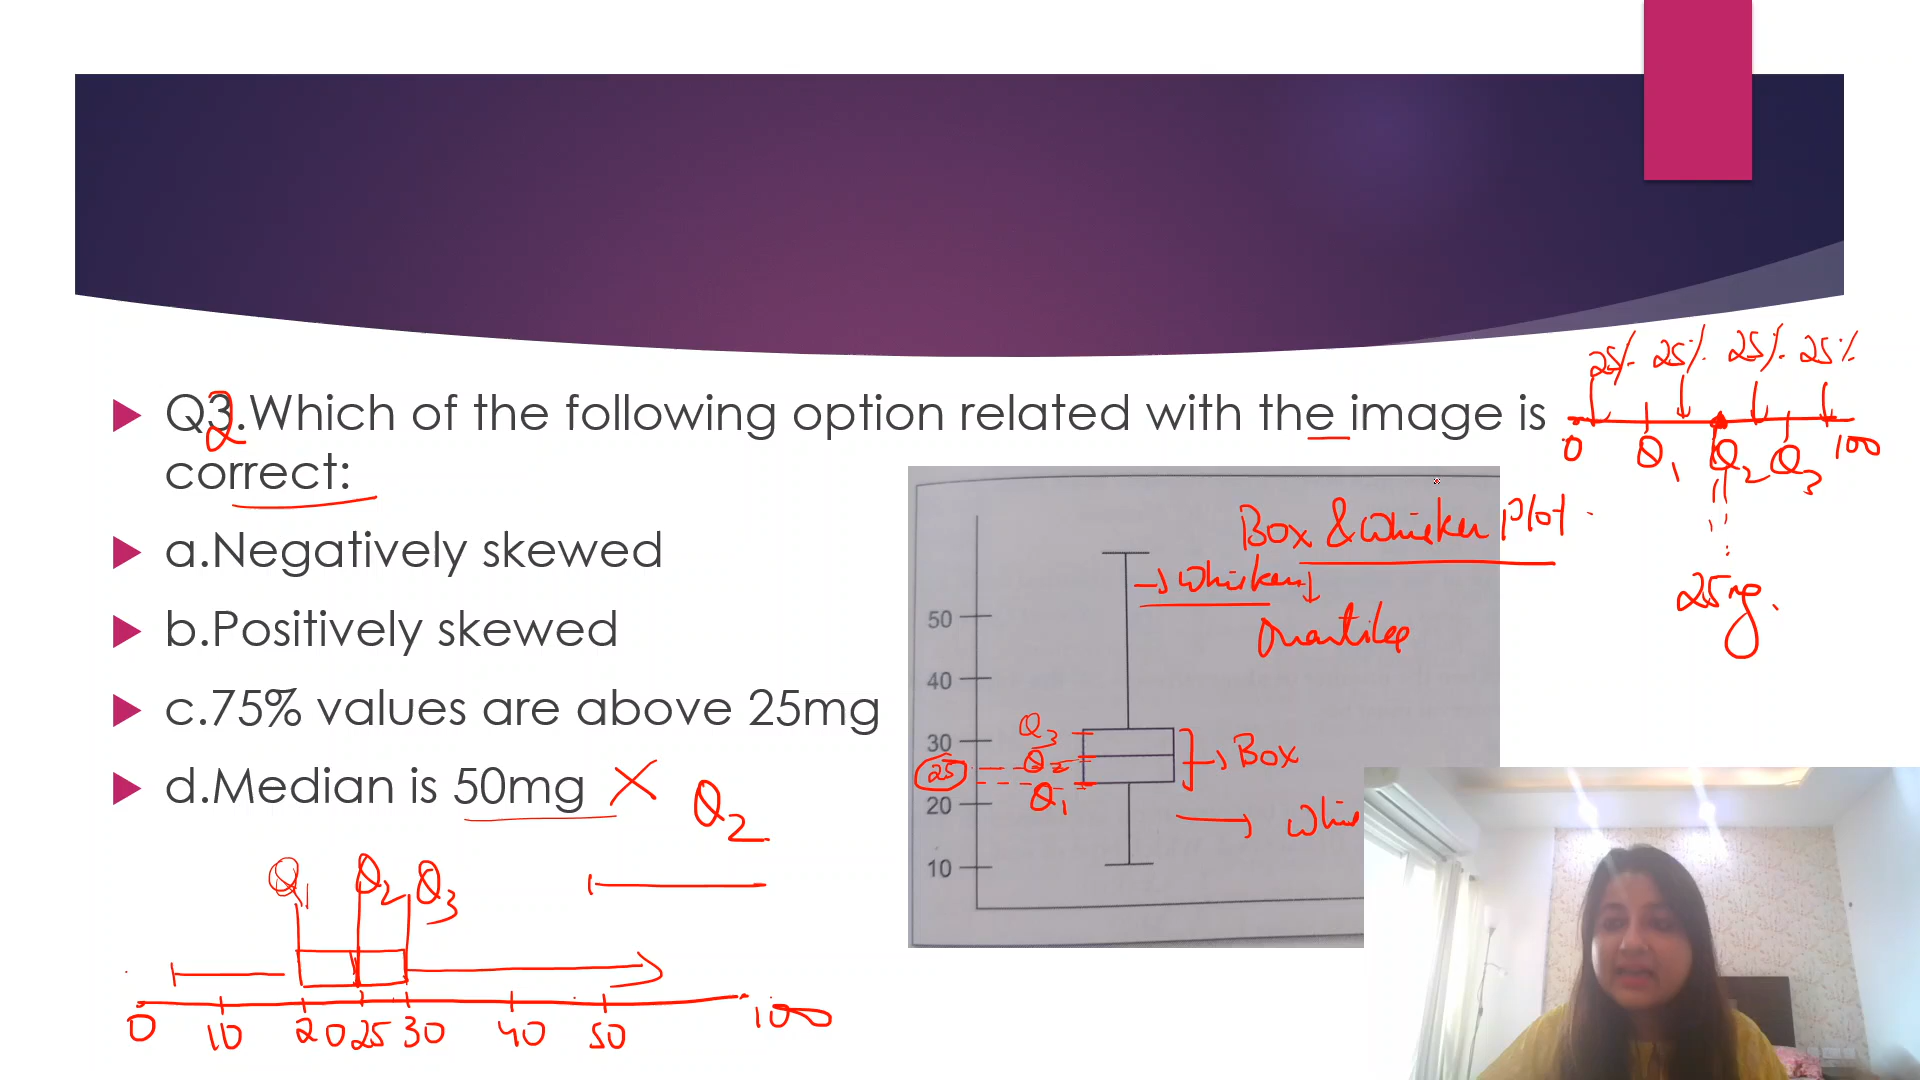 Q3.Which of the following option related with the image is
2
correct:
a.Negatively skewed
b.Positively skewed
c.75% values are above 25mg
d.Median is 50mg
Q2
Q1 Q2 Q3
0 10 20 25 30 40 50 100
25% 25% 25% 25%
0 Q1 Q2 Q3 100
25mg.
Box & Whisker Plot
Whisker
Quartiles
50
40
30
20
10
25
Q3
Q2
Q1
Box